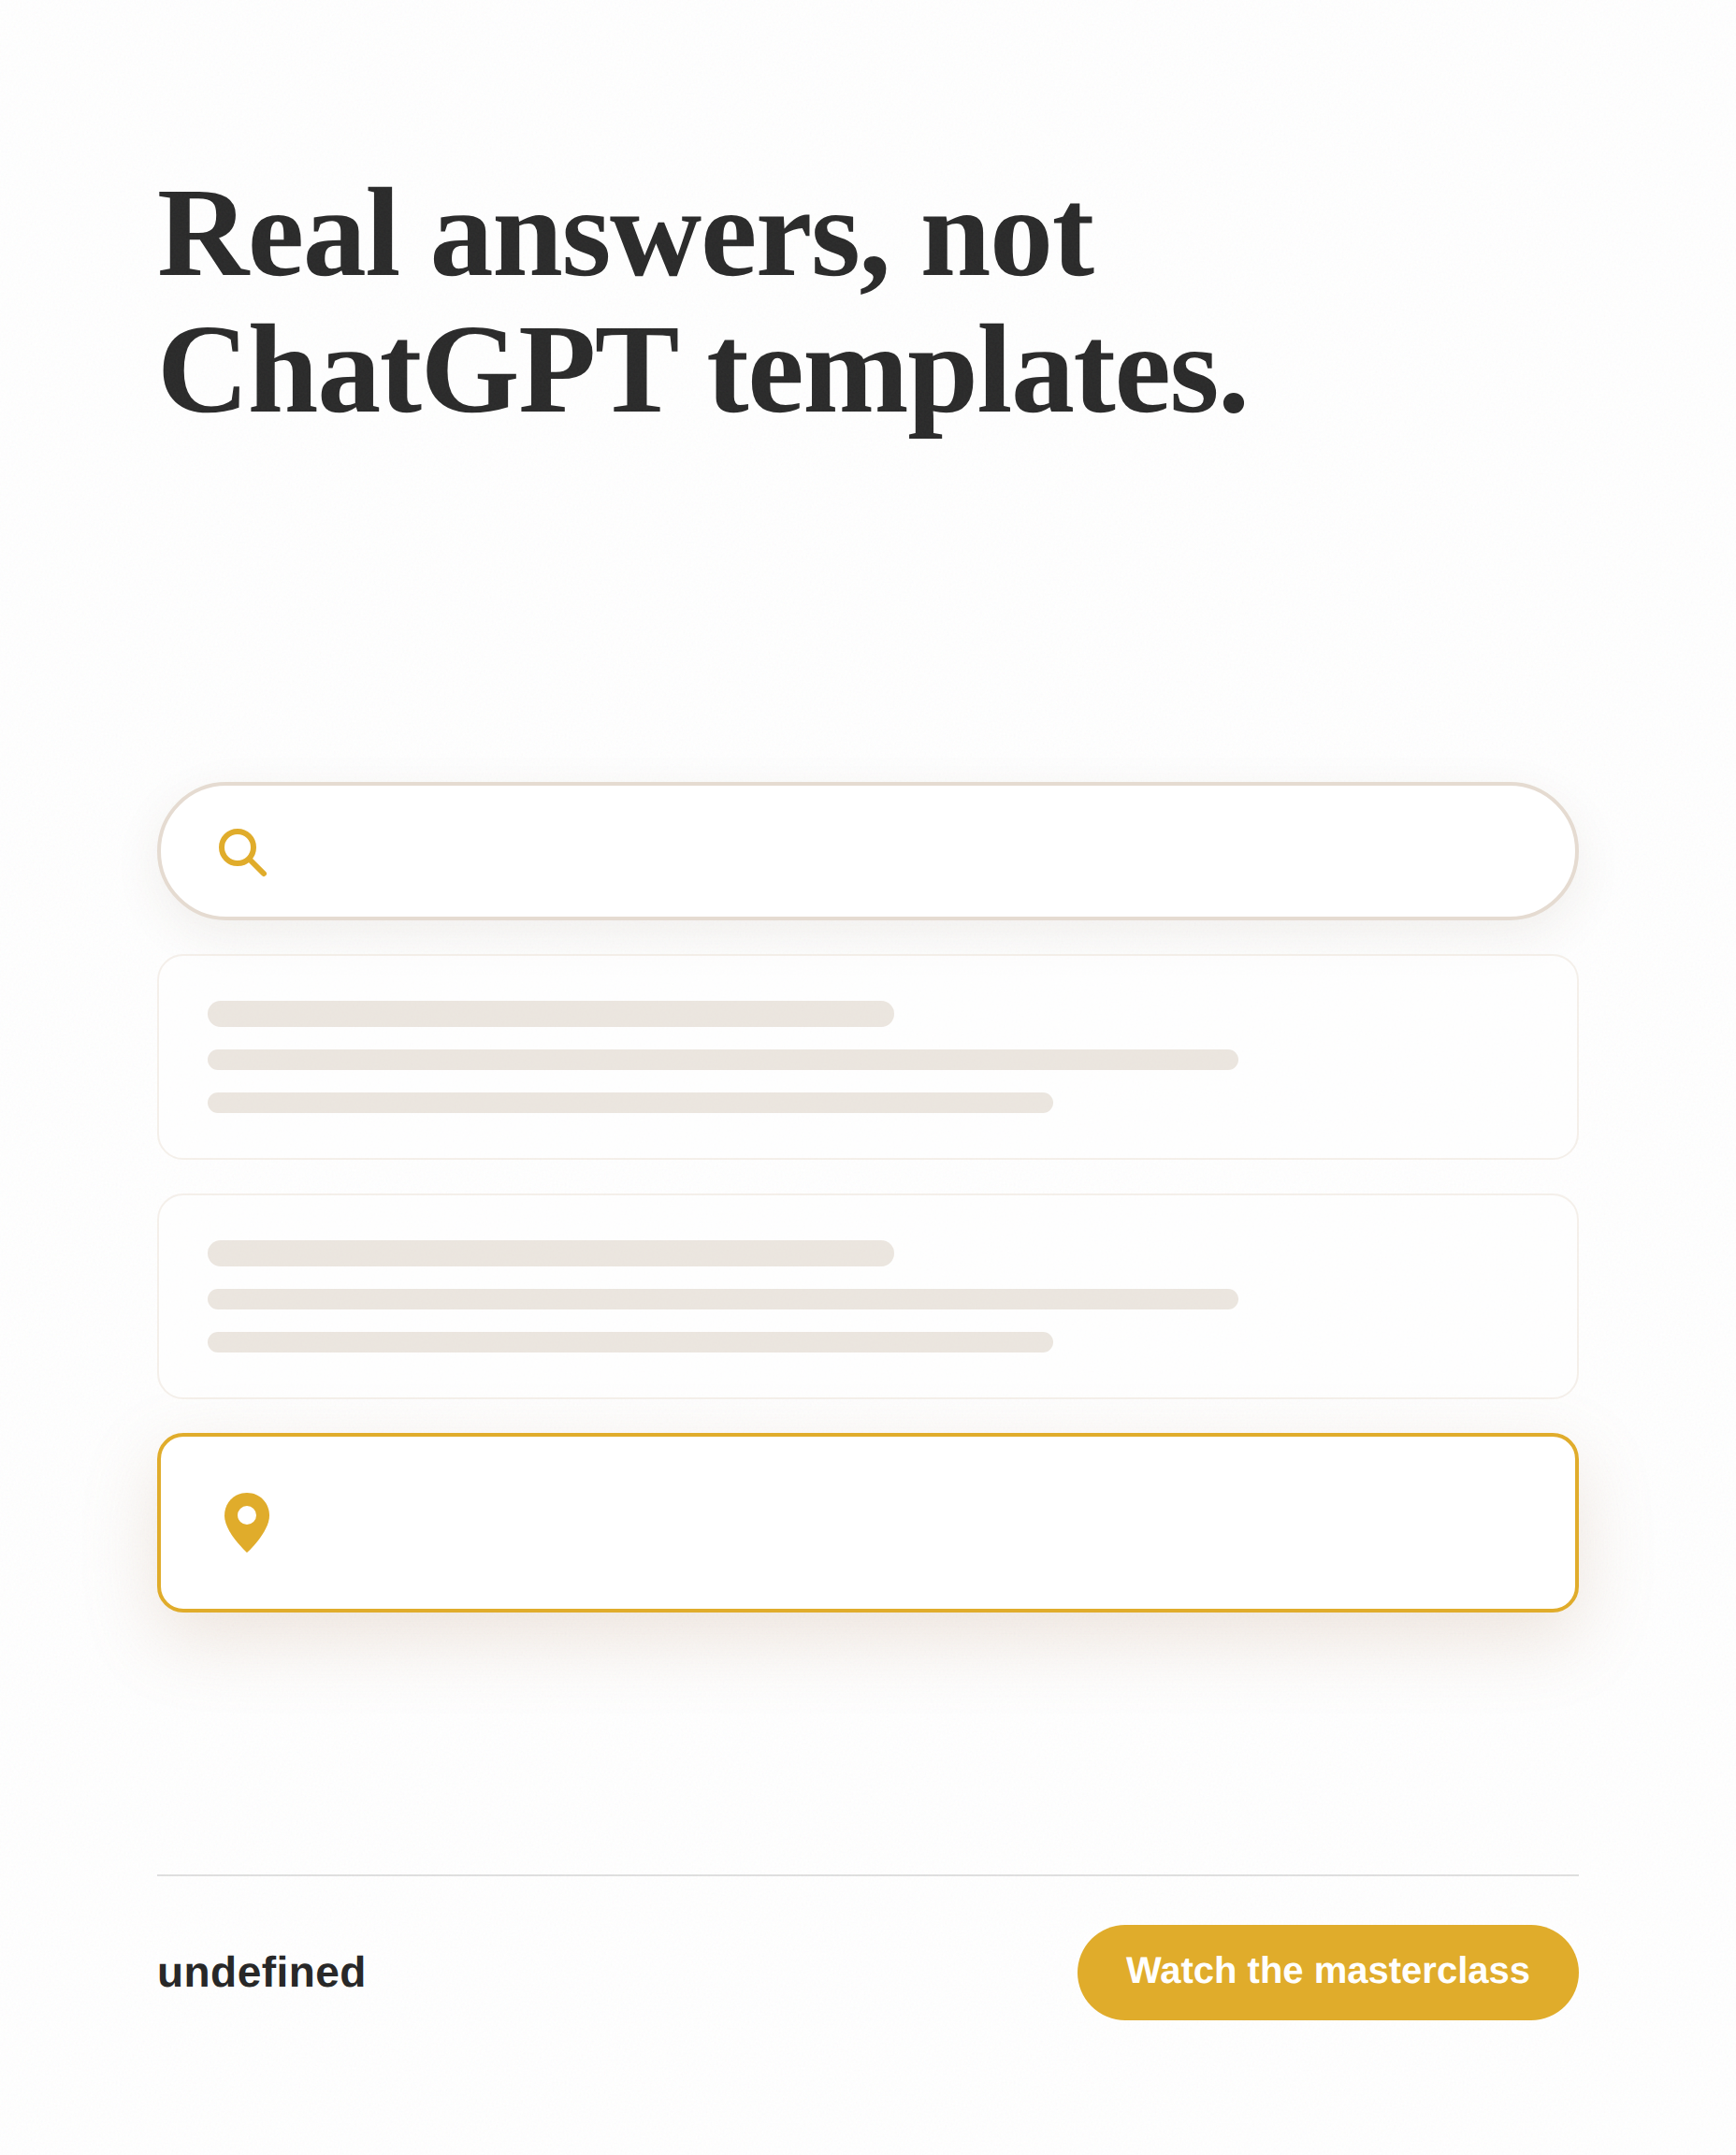 Real answers, not
ChatGPT templates.
undefined
Watch the masterclass